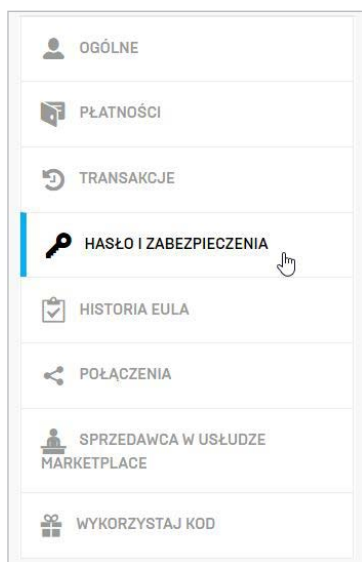 OGÓLNE
PŁATNOŚCI
TRANSAKCJE
HASŁO I ZABEZPIECZENIA
HISTORIA EULA
POŁĄCZENIA
SPRZEDAWCA W USŁUDZE
MARKETPLACE
WYKORZYSTAJ KOD